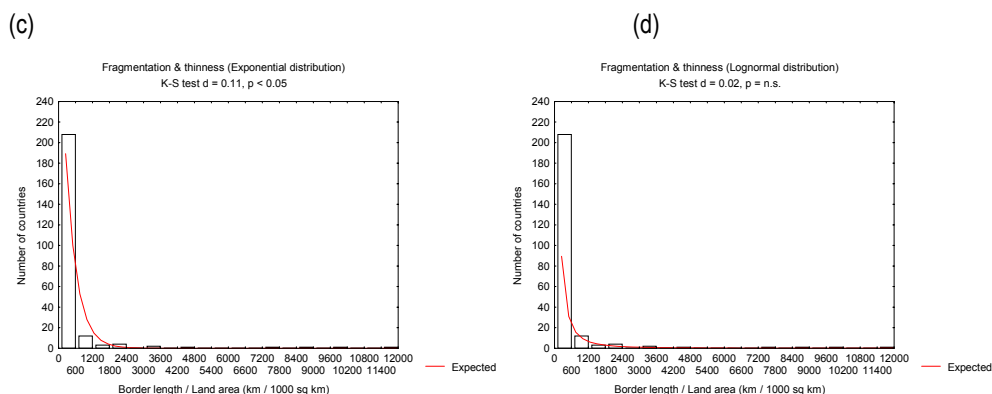 (c)
Fragmentation & thinness (Exponential distribution)
K-S test d = 0.11, p < 0.05
Number of countries
240
220
200
180
160
140
120
100
80
60
40
20
0
0 1200 2400 3600 4800 6000 7200 8400 9600 10800 12000
600 1800 3000 4200 5400 6600 7800 9000 10200 11400
Border length / Land area (km / 1000 sq km)
Expected
(d)
Fragmentation & thinness (Lognormal distribution)
K-S test d = 0.02, p = n.s.
Number of countries
240
220
200
180
160
140
120
100
80
60
40
20
0
0 1200 2400 3600 4800 6000 7200 8400 9600 10800 12000
600 1800 3000 4200 5400 6600 7800 9000 10200 11400
Border length / Land area (km / 1000 sq km)
Expected